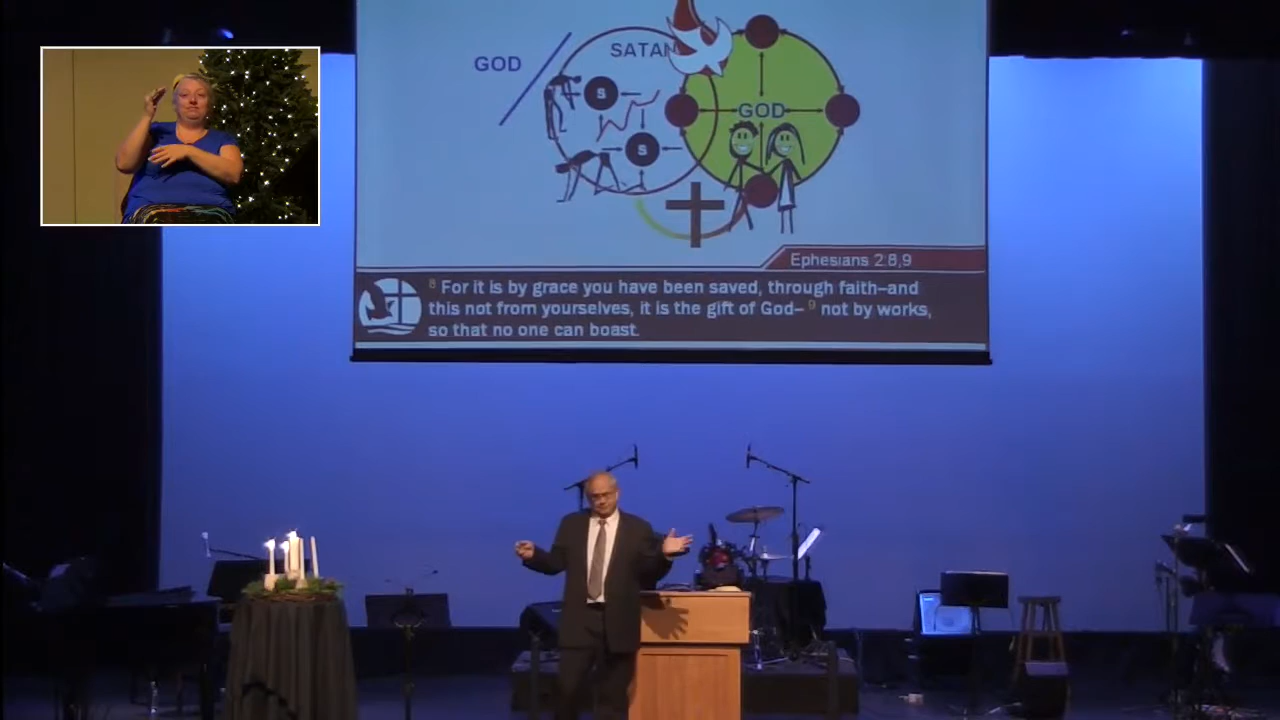 GOD
SATAN
S
GOD
S
Ephesians 2:8,9
8 For it is by grace you have been saved, through faith–and
this not from yourselves, it is the gift of God– 9 not by works,
so that no one can boast.